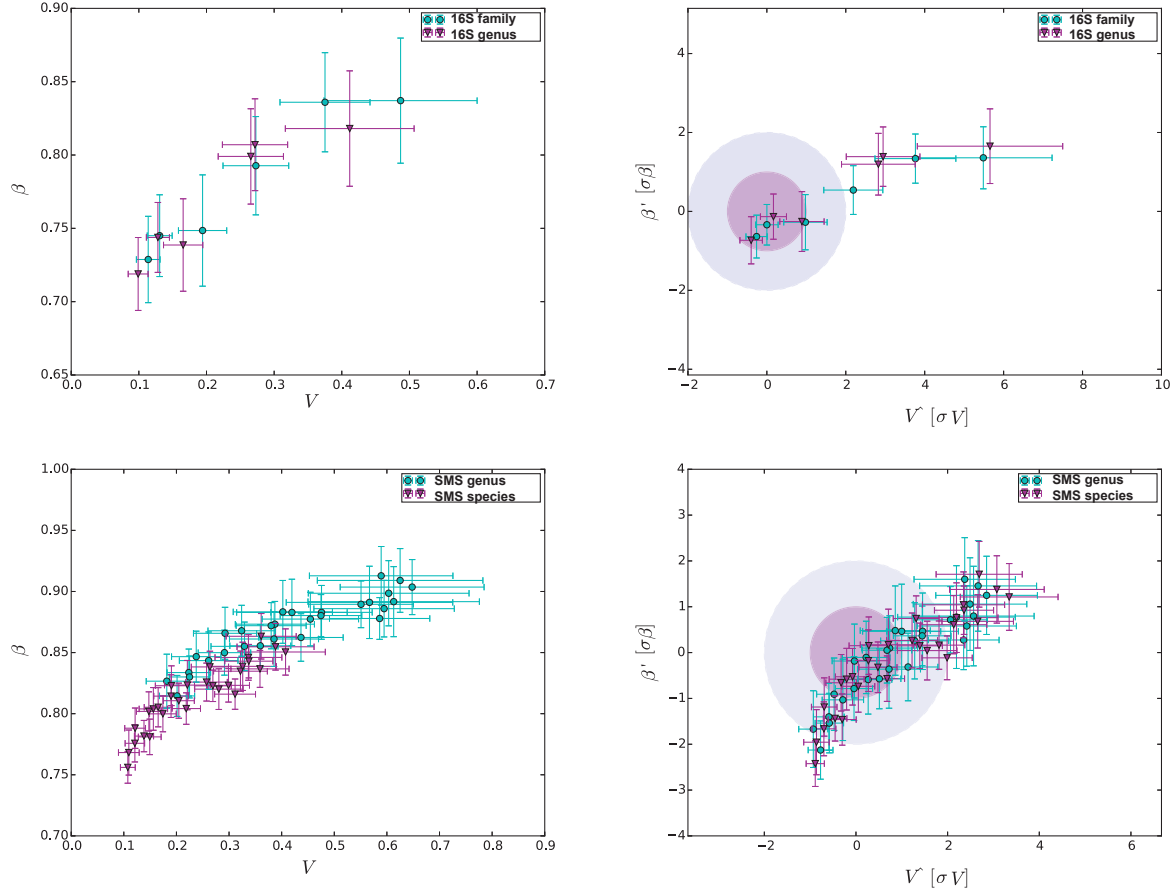 0.90
0.85
0.80
0.75
0.70
0.65
β
0.0 0.1 0.2 0.3 0.4 0.5 0.6 0.7
V
16S family
16S genus
4
2
0
−2
−4
β' [σβ]
−2 0 2 4 6 8 10
V^ [σ V]
16S family
16S genus
1.00
0.95
0.90
0.85
0.80
0.75
0.70
β
0.0 0.1 0.2 0.3 0.4 0.5 0.6 0.7 0.8 0.9
V
SMS genus
SMS species
4
3
2
1
0
−1
−2
−3
−4
β' [σβ]
−2 0 2 4 6
V^ [σ V]
SMS genus
SMS species